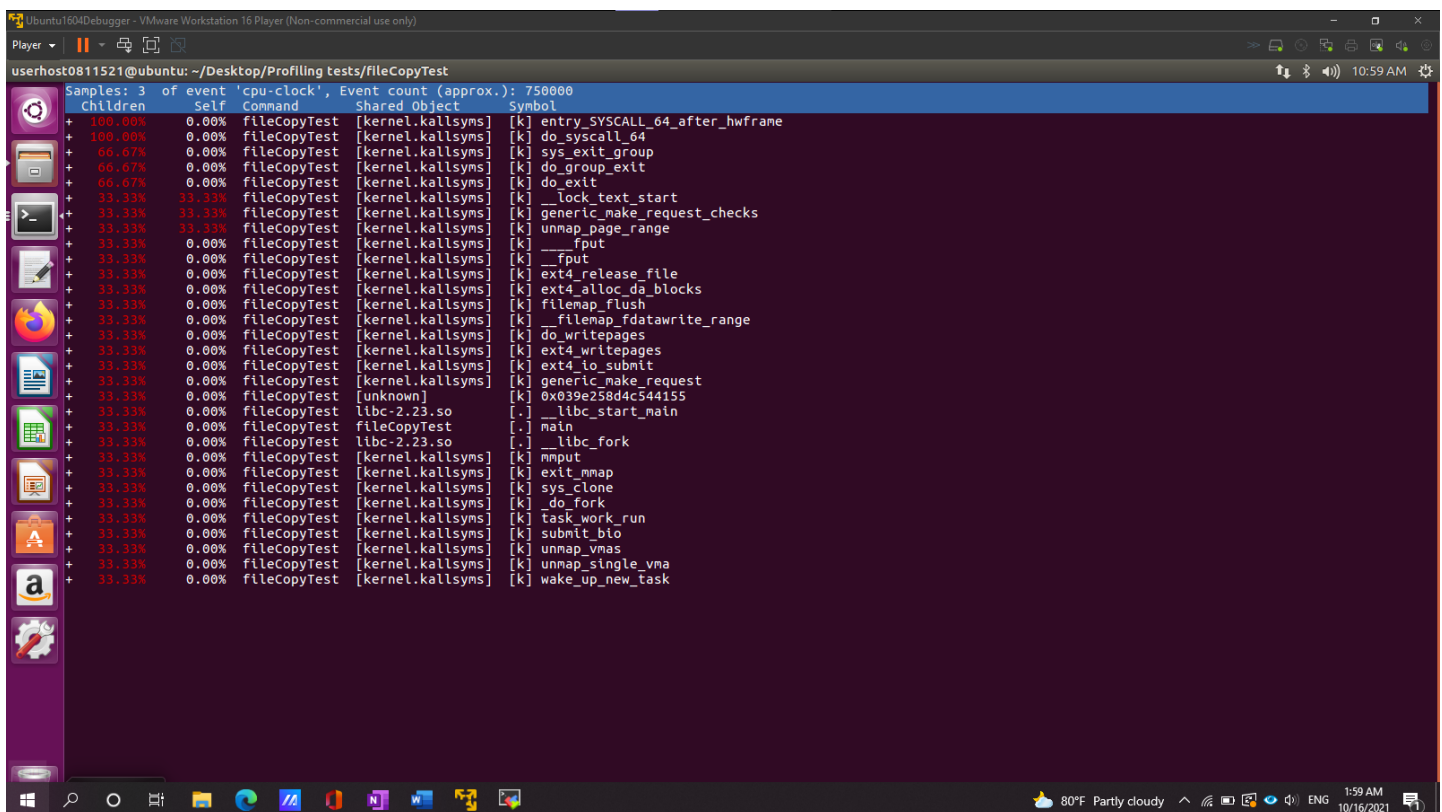 Ubuntu1604Debugger - VMware Workstation 16 Player (Non-commercial use only)
Player
userhost0811521@ubuntu: ~/Desktop/Profiling tests/fileCopyTest 10:59 AM
Samples: 3 of event 'cpu-clock', Event count (approx.): 750000
Children Self Command Shared Object Symbol
+ 100.00% 0.00% fileCopyTest [kernel.kallsyms] [k] entry_SYSCALL_64_after_hwframe
+ 100.00% 0.00% fileCopyTest [kernel.kallsyms] [k] do_syscall_64
+ 66.67% 0.00% fileCopyTest [kernel.kallsyms] [k] sys_exit_group
+ 66.67% 0.00% fileCopyTest [kernel.kallsyms] [k] do_group_exit
+ 66.67% 0.00% fileCopyTest [kernel.kallsyms] [k] do_exit
+ 33.33% 33.33% fileCopyTest [kernel.kallsyms] [k] __lock_text_start
+ 33.33% 33.33% fileCopyTest [kernel.kallsyms] [k] generic_make_request_checks
+ 33.33% 33.33% fileCopyTest [kernel.kallsyms] [k] unmap_page_range
+ 33.33% 0.00% fileCopyTest [kernel.kallsyms] [k] ____fput
+ 33.33% 0.00% fileCopyTest [kernel.kallsyms] [k] __fput
+ 33.33% 0.00% fileCopyTest [kernel.kallsyms] [k] ext4_release_file
+ 33.33% 0.00% fileCopyTest [kernel.kallsyms] [k] ext4_alloc_da_blocks
+ 33.33% 0.00% fileCopyTest [kernel.kallsyms] [k] filemap_flush
+ 33.33% 0.00% fileCopyTest [kernel.kallsyms] [k] __filemap_fdatawrite_range
+ 33.33% 0.00% fileCopyTest [kernel.kallsyms] [k] do_writepages
+ 33.33% 0.00% fileCopyTest [kernel.kallsyms] [k] ext4_writepages
+ 33.33% 0.00% fileCopyTest [kernel.kallsyms] [k] ext4_io_submit
+ 33.33% 0.00% fileCopyTest [kernel.kallsyms] [k] generic_make_request
+ 33.33% 0.00% fileCopyTest [unknown] [k] 0x039e258d4c544155
+ 33.33% 0.00% fileCopyTest libc-2.23.so [.] __libc_start_main
+ 33.33% 0.00% fileCopyTest fileCopyTest [.] main
+ 33.33% 0.00% fileCopyTest libc-2.23.so [.] __libc_fork
+ 33.33% 0.00% fileCopyTest [kernel.kallsyms] [k] mmput
+ 33.33% 0.00% fileCopyTest [kernel.kallsyms] [k] exit_mmap
+ 33.33% 0.00% fileCopyTest [kernel.kallsyms] [k] sys_clone
+ 33.33% 0.00% fileCopyTest [kernel.kallsyms] [k] _do_fork
+ 33.33% 0.00% fileCopyTest [kernel.kallsyms] [k] task_work_run
+ 33.33% 0.00% fileCopyTest [kernel.kallsyms] [k] submit_bio
+ 33.33% 0.00% fileCopyTest [kernel.kallsyms] [k] unmap_vmas
+ 33.33% 0.00% fileCopyTest [kernel.kallsyms] [k] unmap_single_vma
+ 33.33% 0.00% fileCopyTest [kernel.kallsyms] [k] wake_up_new_task
80°F Partly cloudy ENG 1:59 AM
10/16/2021